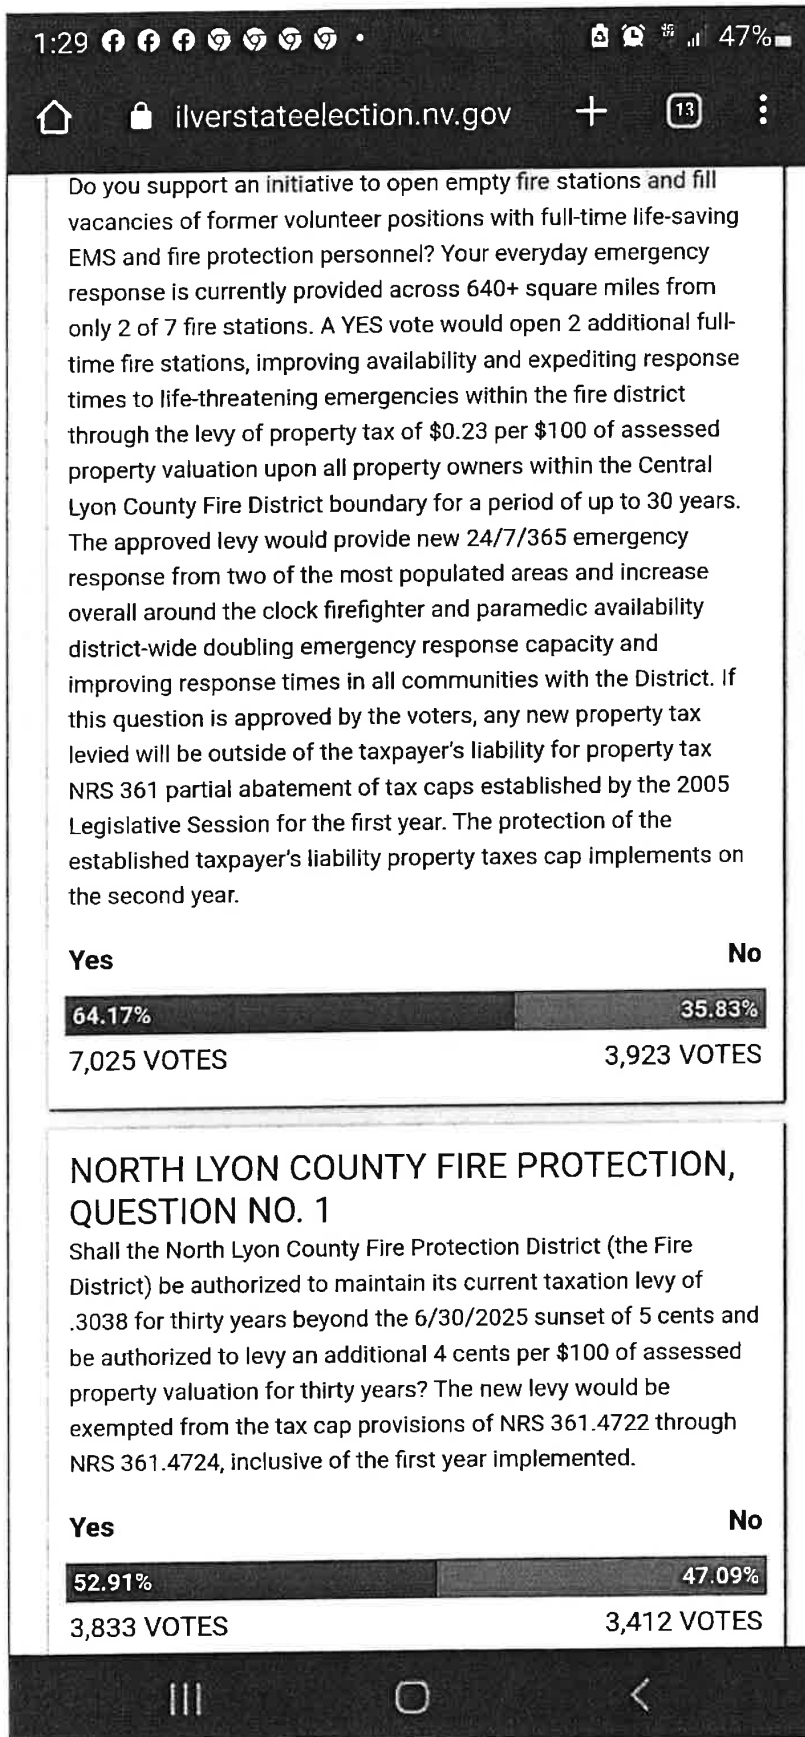 1:29
47%
ilverstateelection.nv.gov
13
Do you support an initiative to open empty fire stations and fill
vacancies of former volunteer positions with full-time life-saving
EMS and fire protection personnel? Your everyday emergency
response is currently provided across 640+ square miles from
only 2 of 7 fire stations. A YES vote would open 2 additional full-
time fire stations, improving availability and expediting response
times to life-threatening emergencies within the fire district
through the levy of property tax of $0.23 per $100 of assessed
property valuation upon all property owners within the Central
Lyon County Fire District boundary for a period of up to 30 years.
The approved levy would provide new 24/7/365 emergency
response from two of the most populated areas and increase
overall around the clock firefighter and paramedic availability
district-wide doubling emergency response capacity and
improving response times in all communities with the District. If
this question is approved by the voters, any new property tax
levied will be outside of the taxpayer's liability for property tax
NRS 361 partial abatement of tax caps established by the 2005
Legislative Session for the first year. The protection of the
established taxpayer's liability property taxes cap implements on
the second year.
Yes No
64.17% 35.83%
7,025 VOTES 3,923 VOTES
NORTH LYON COUNTY FIRE PROTECTION,
QUESTION NO. 1
Shall the North Lyon County Fire Protection District (the Fire
District) be authorized to maintain its current taxation levy of
.3038 for thirty years beyond the 6/30/2025 sunset of 5 cents and
be authorized to levy an additional 4 cents per $100 of assessed
property valuation for thirty years? The new levy would be
exempted from the tax cap provisions of NRS 361.4722 through
NRS 361.4724, inclusive of the first year implemented.
Yes No
52.91% 47.09%
3,833 VOTES 3,412 VOTES